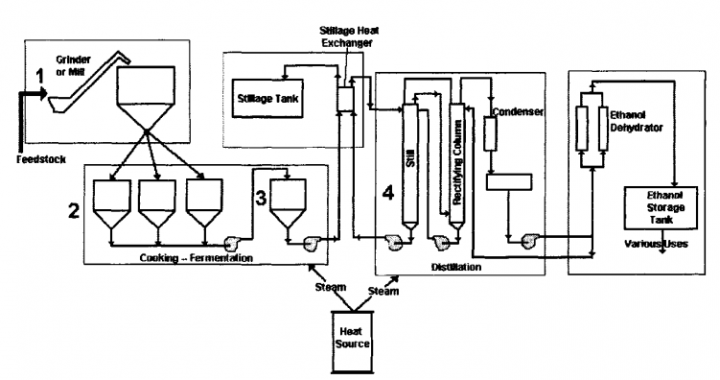 Stillage Heat
Exchanger
Grinder
or Mill
1
Feedstock
Stillage Tank
Condenser
Ethanol
Dehydrator
Still
Rectifying Column
2
3
4
Ethanol
Storage
Tank
Various Uses
Cooking -- Fermentation
Distillation
Steam
Steam
Heat
Source